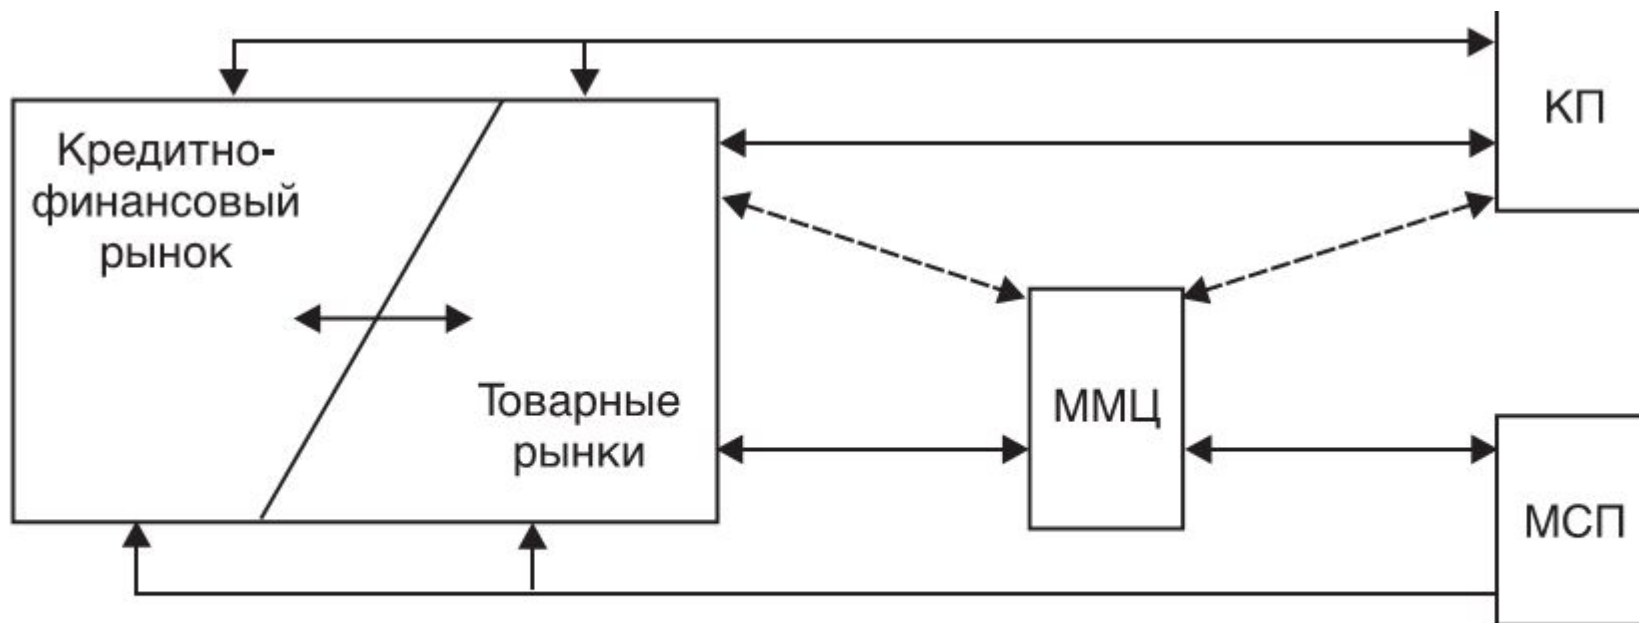 Кредитно-
финансовый
рынок
Товарные
рынки
ММЦ
КП
МСП